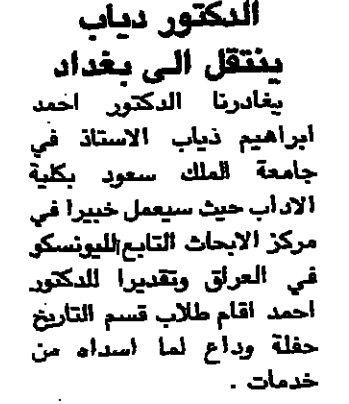 الدكتور دياب
ينتقل الى بغداد
يغادرنا الدكتور احمد
ابراهيم ذياب الاستاذ في
جامعة الملك سعود بكلية
الاداب حيث سيعمل خبيرا في
مركز الابحاث التابع لليونسكو
في العراق وتقديرا للدكتور
احمد اقام طلاب قسم التاريخ
حفلة وداع لما اسداه من
خدمات .